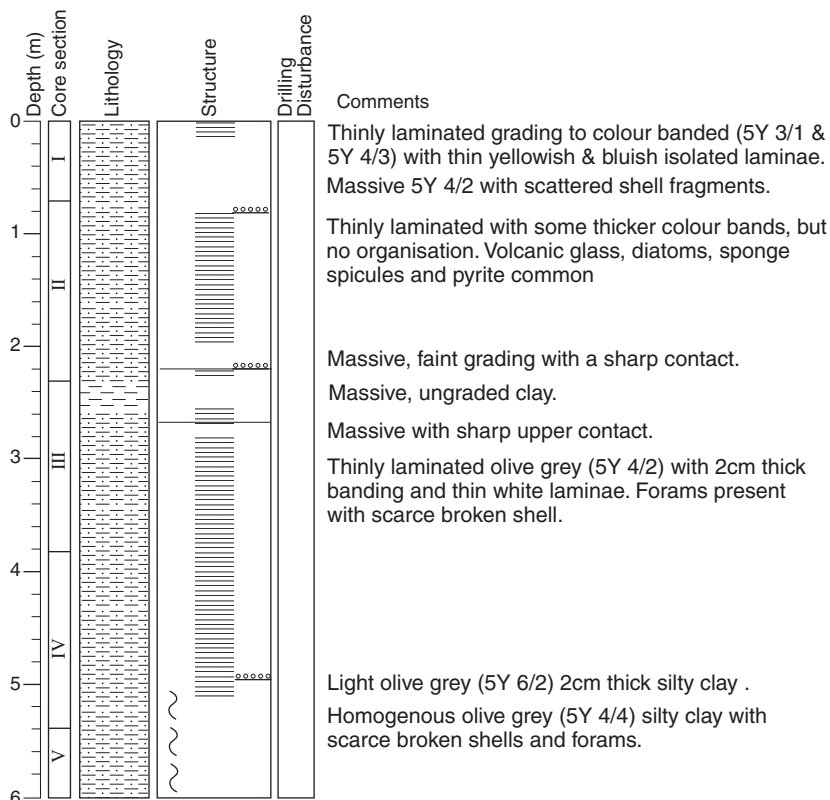 Depth (m)
Core section
Lithology
Structure
Drilling
Disturbance
Comments
0
1
2
3
4
5
6
I
II
III
IV
V
Thinly laminated grading to colour banded (5Y 3/1 &
5Y 4/3) with thin yellowish & bluish isolated laminae.
Massive 5Y 4/2 with scattered shell fragments.
Thinly laminated with some thicker colour bands, but
no organisation. Volcanic glass, diatoms, sponge
spicules and pyrite common
Massive, faint grading with a sharp contact.
Massive, ungraded clay.
Massive with sharp upper contact.
Thinly laminated olive grey (5Y 4/2) with 2cm thick
banding and thin white laminae. Forams present
with scarce broken shell.
Light olive grey (5Y 6/2) 2cm thick silty clay .
Homogenous olive grey (5Y 4/4) silty clay with
scarce broken shells and forams.